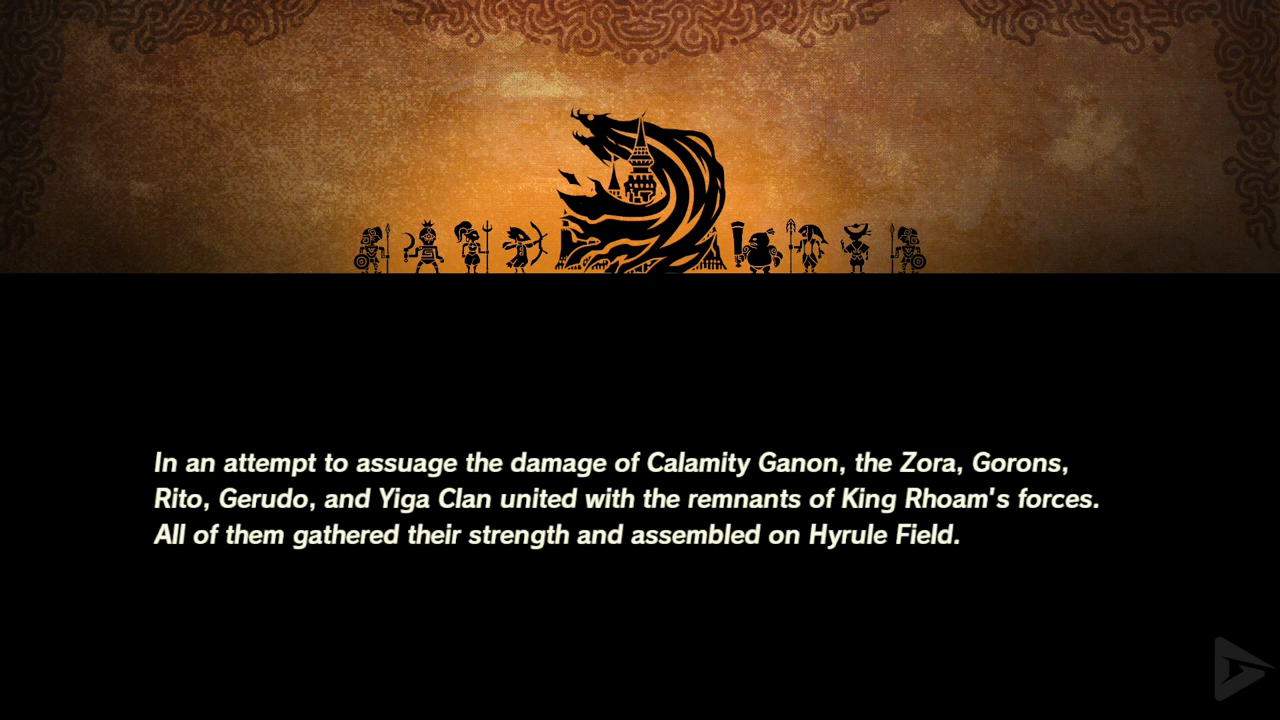 In an attempt to assuage the damage of Calamity Ganon, the Zora, Gorons,
Rito, Gerudo, and Yiga Clan united with the remnants of King Rhoam's forces.
All of them gathered their strength and assembled on Hyrule Field.